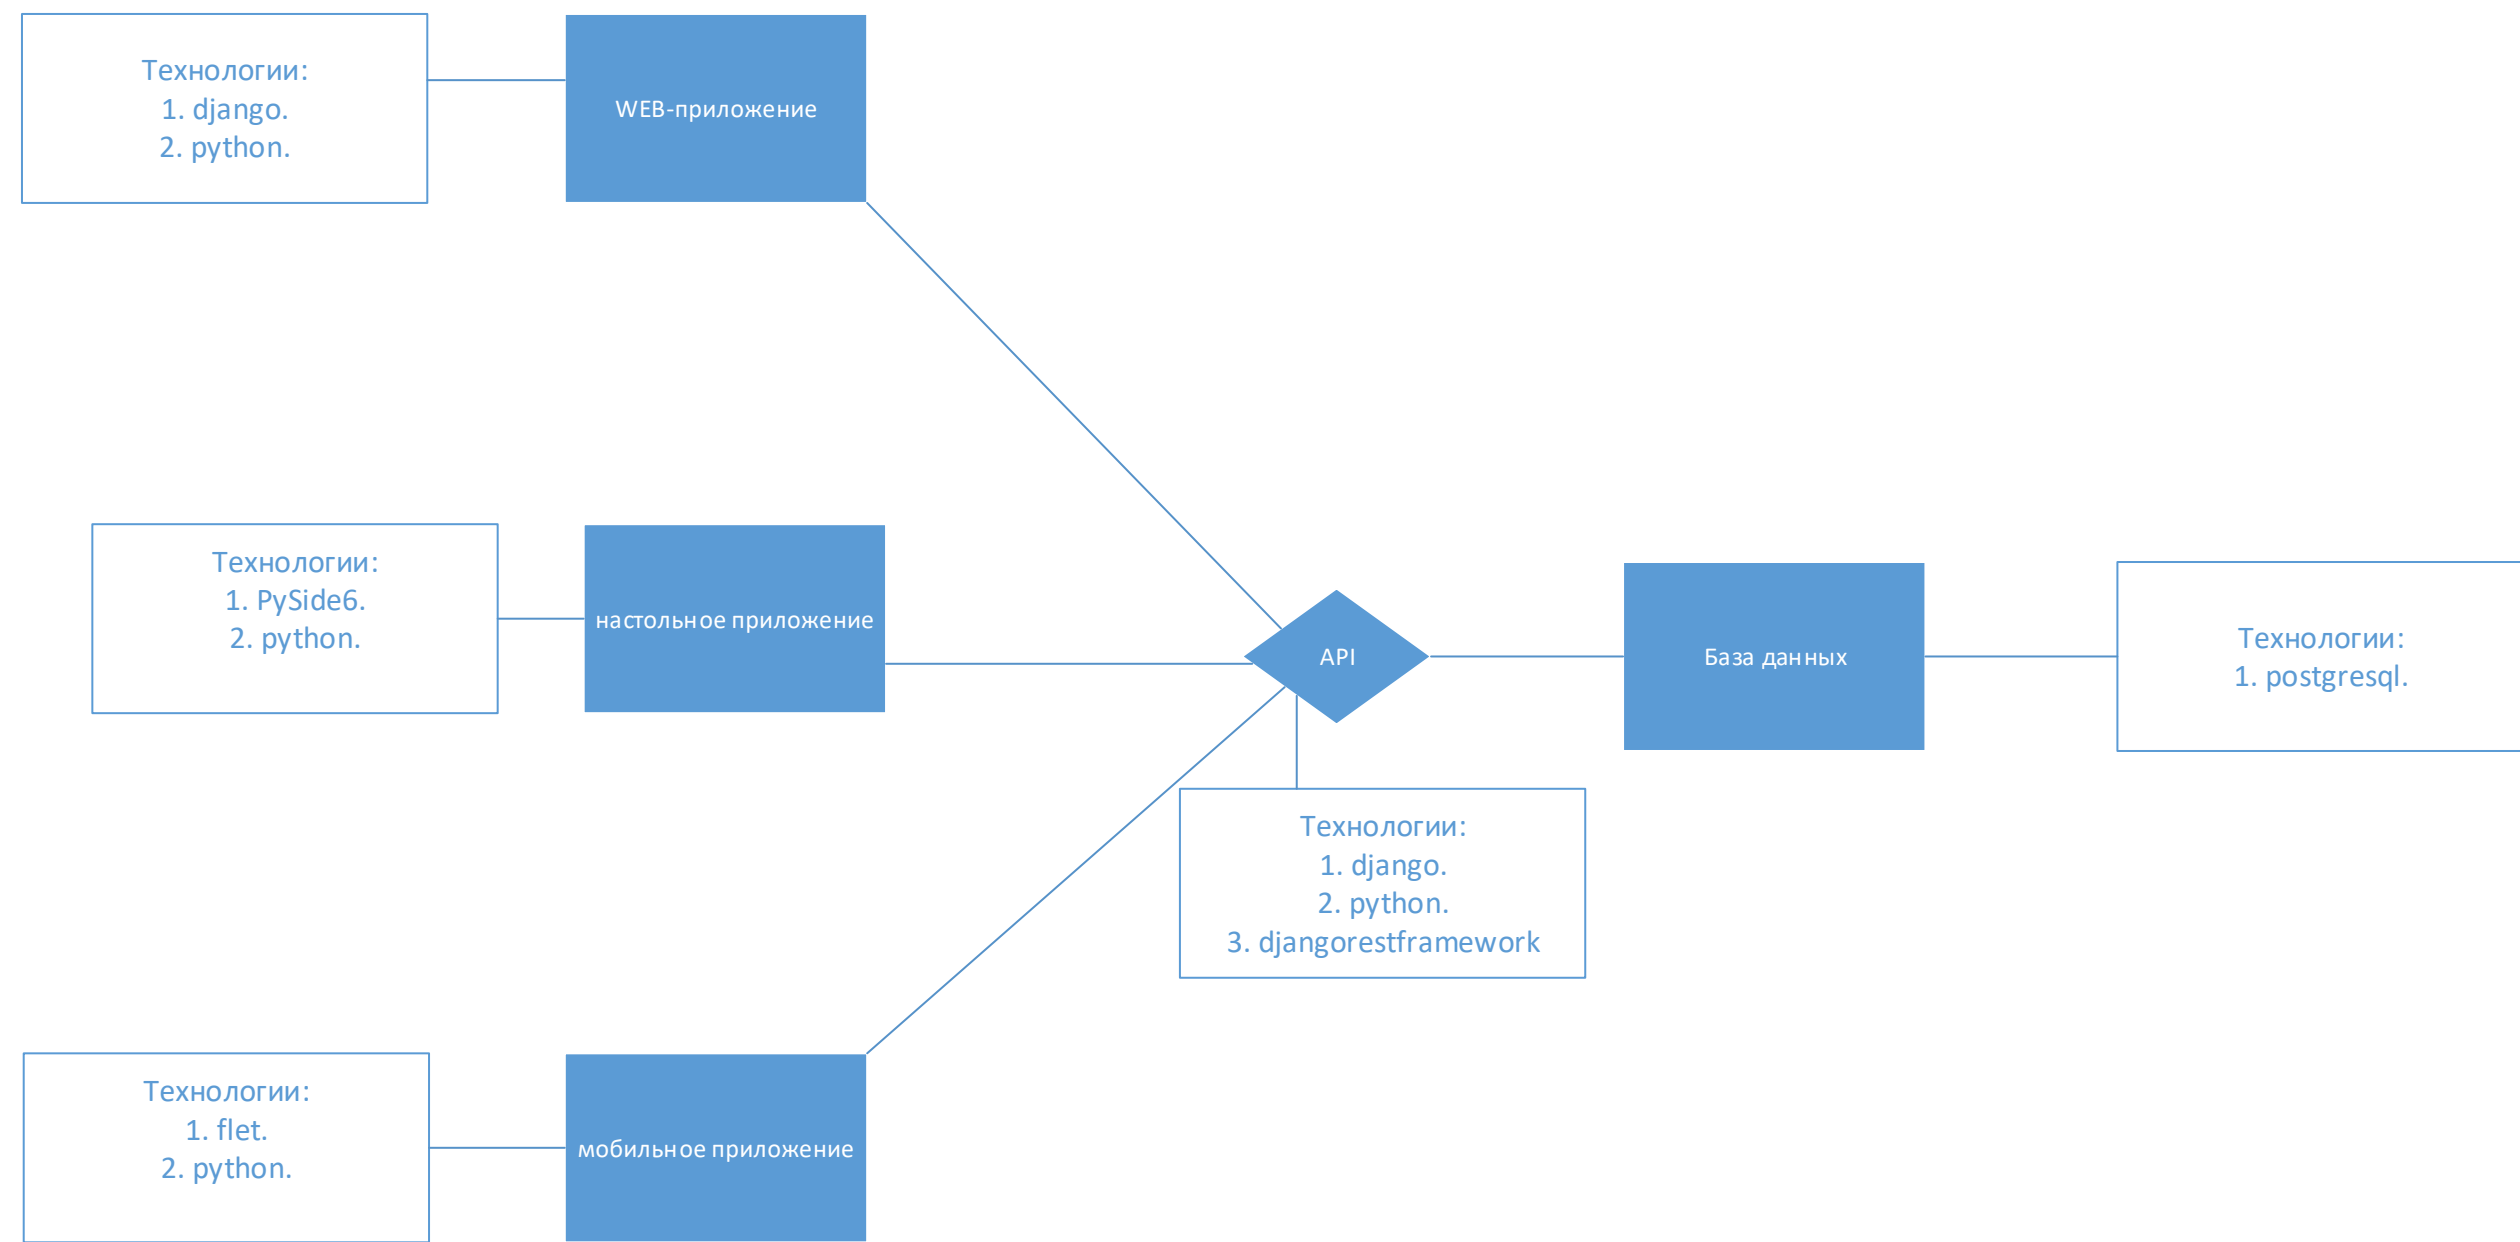 Технологии:
1. django.
2. python.
WEB-приложение
Технологии:
1. PySide6.
2. python.
настольное приложение
API
База данных
Технологии:
1. postgresql.
Технологии:
1. django.
2. python.
3. djangorestframework
Технологии:
1. flet.
2. python.
мобильное приложение